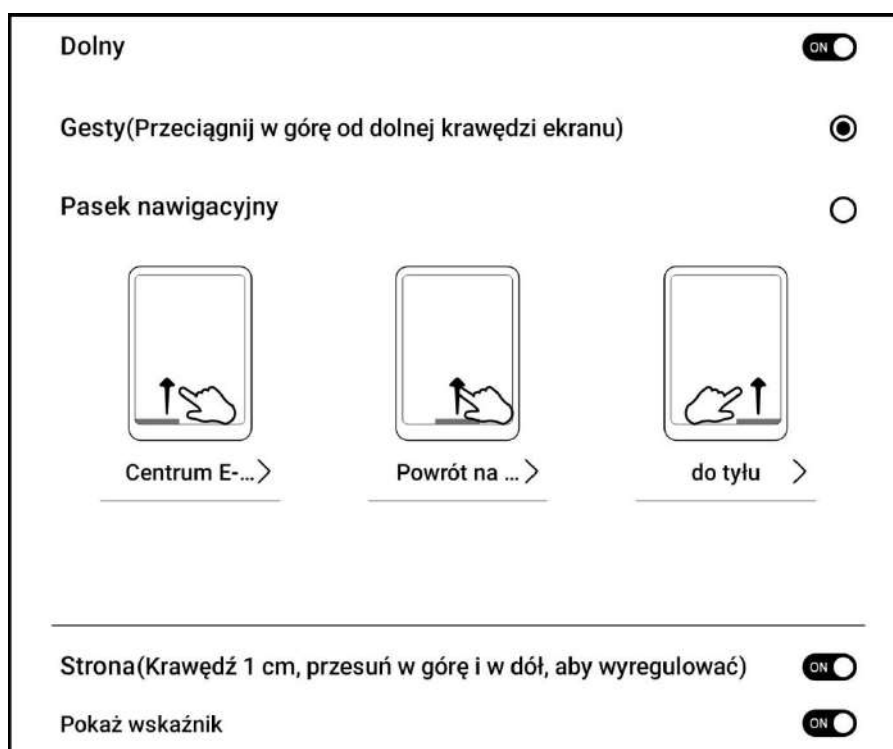 Dolny
ON
Gesty(Przeciągnij w górę od dolnej krawędzi ekranu)
Pasek nawigacyjny
Centrum E-...
Powrót na ...
do tyłu
Strona(Krawędź 1 cm, przesuń w górę i w dół, aby wyregulować)
ON
Pokaż wskaźnik
ON